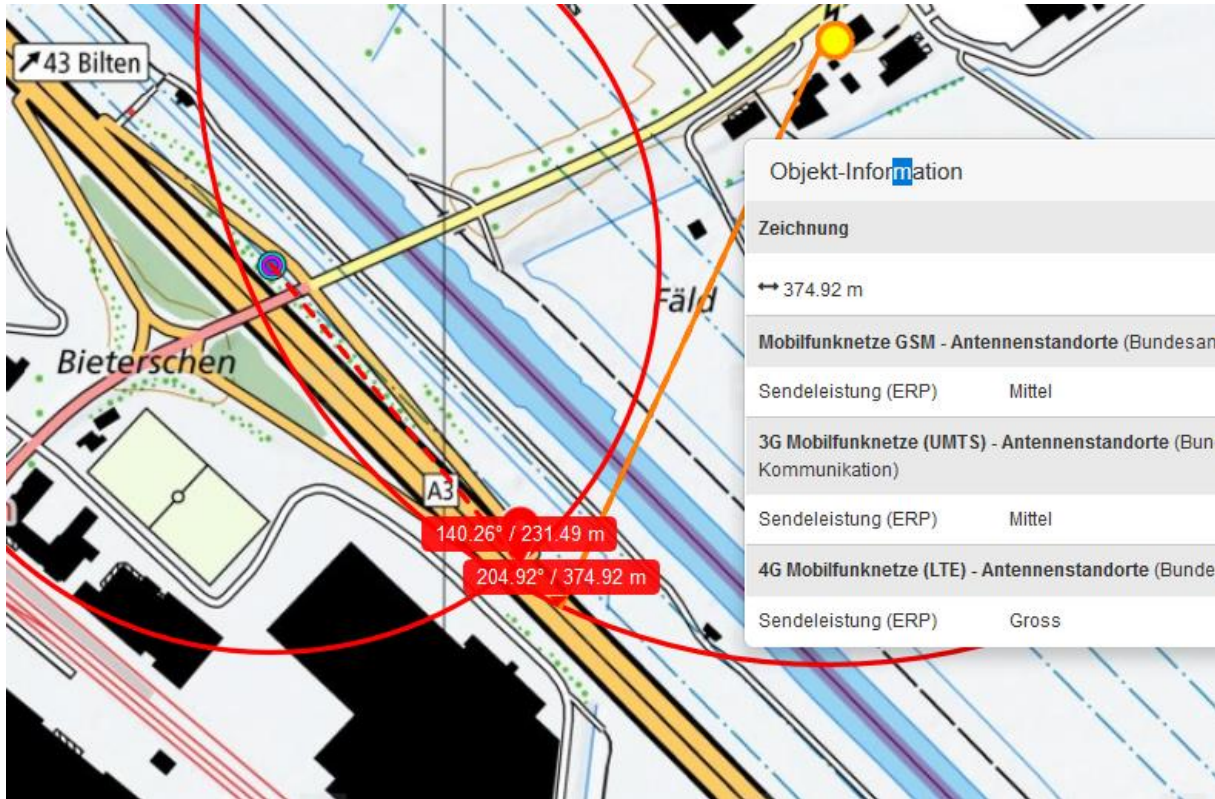 43 Bilten
Objekt-Information
Zeichnung
374.92 m
Fäld
Mobilfunknetze GSM - Antennenstandorte (Bundesan
Bieterschen
Sendeleistung (ERP) Mittel
3G Mobilfunknetze (UMTS) - Antennenstandorte (Bun
Kommunikation)
A3
Sendeleistung (ERP) Mittel
140.26° / 231.49 m
204.92° / 374.92 m
4G Mobilfunknetze (LTE) - Antennenstandorte (Bunde
Sendeleistung (ERP) Gross